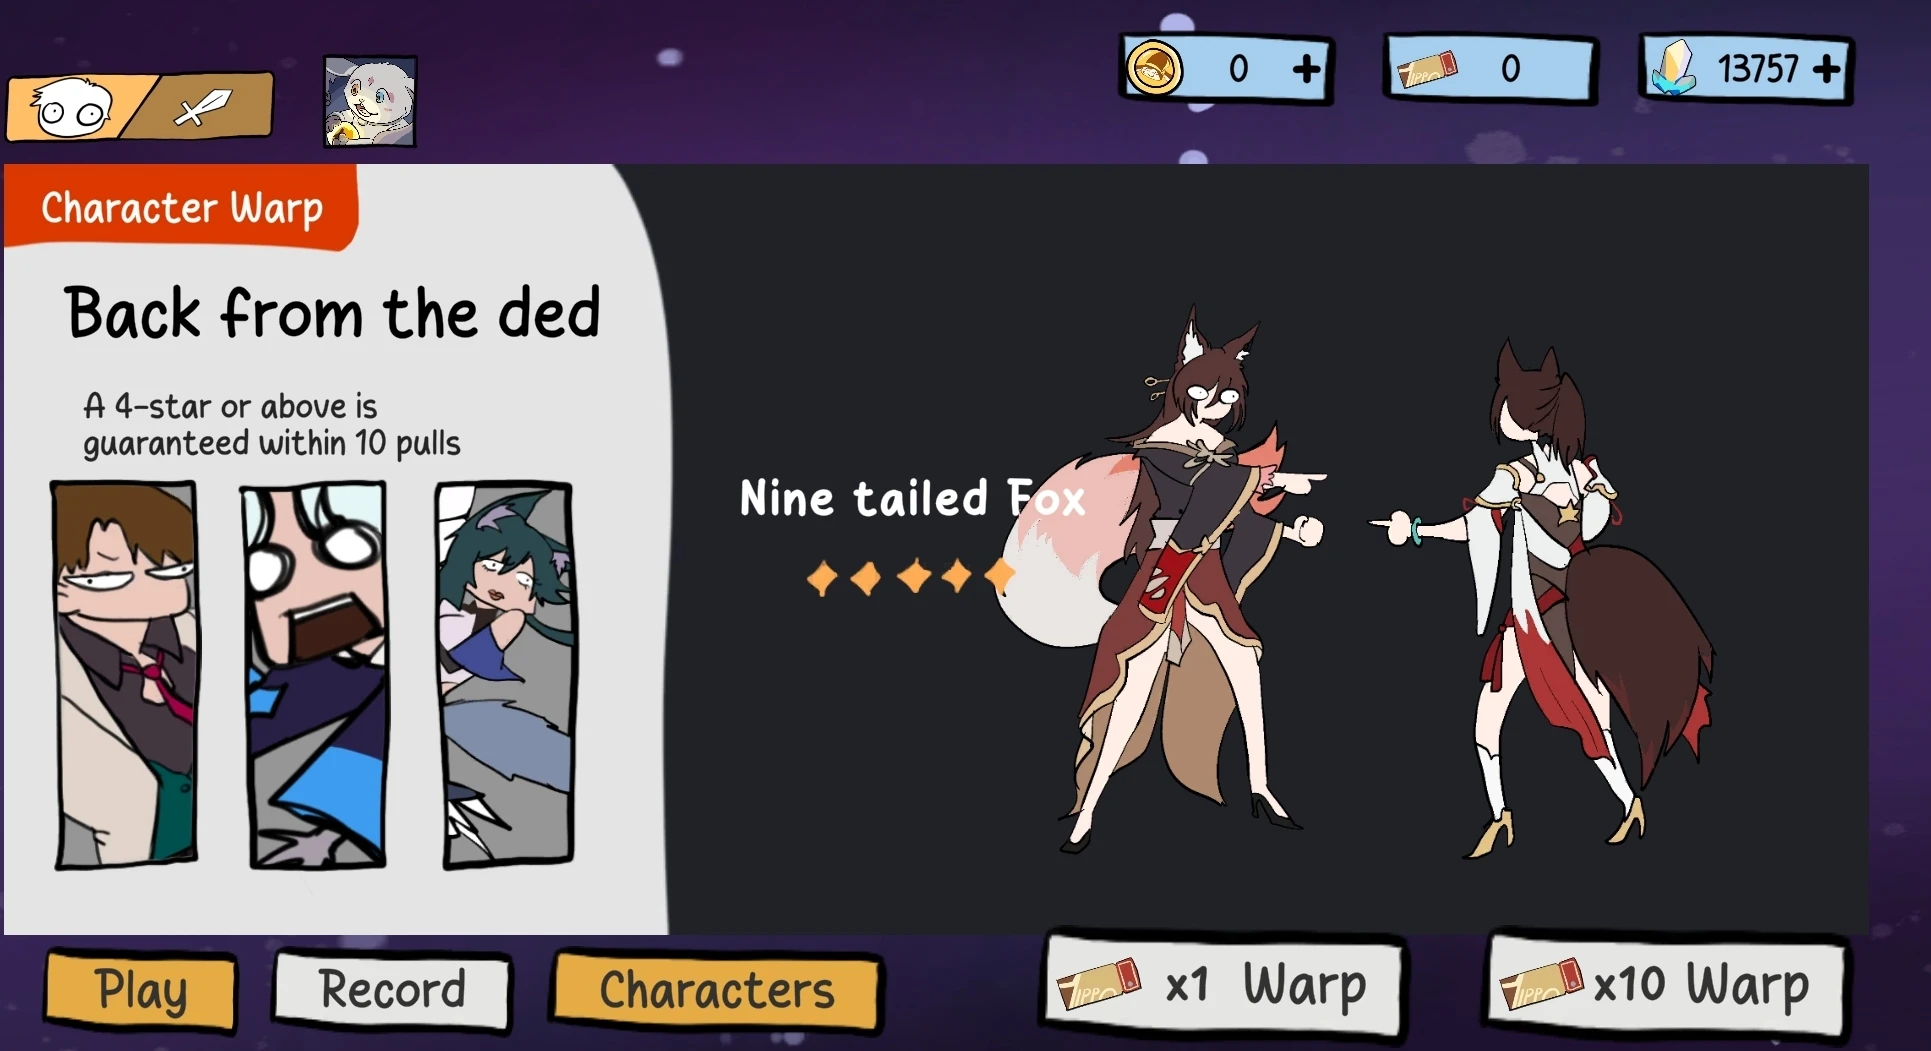 0 +
0
13757 +
Character Warp
Back from the ded
A 4-star or above is
guaranteed within 10 pulls
Nine tailed Fox
Play
Record
Characters
x1 Warp
x10 Warp